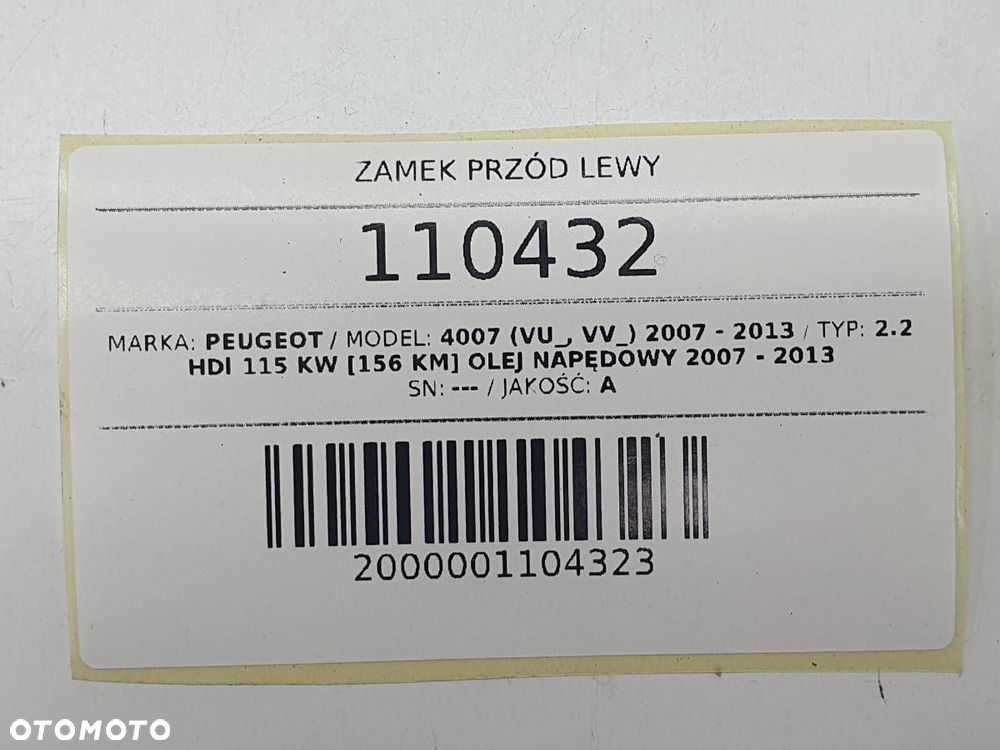 ZAMEK PRZÓD LEWY
110432
MARKA: PEUGEOT / MODEL: 4007 (VU_, VV_) 2007 - 2013 / TYP: 2.2
HDI 115 KW [156 KM] OLEJ NAPĘDOWY 2007 - 2013
SN: --- / JAKOŚĆ: A
2000001104323
OTOMOTO